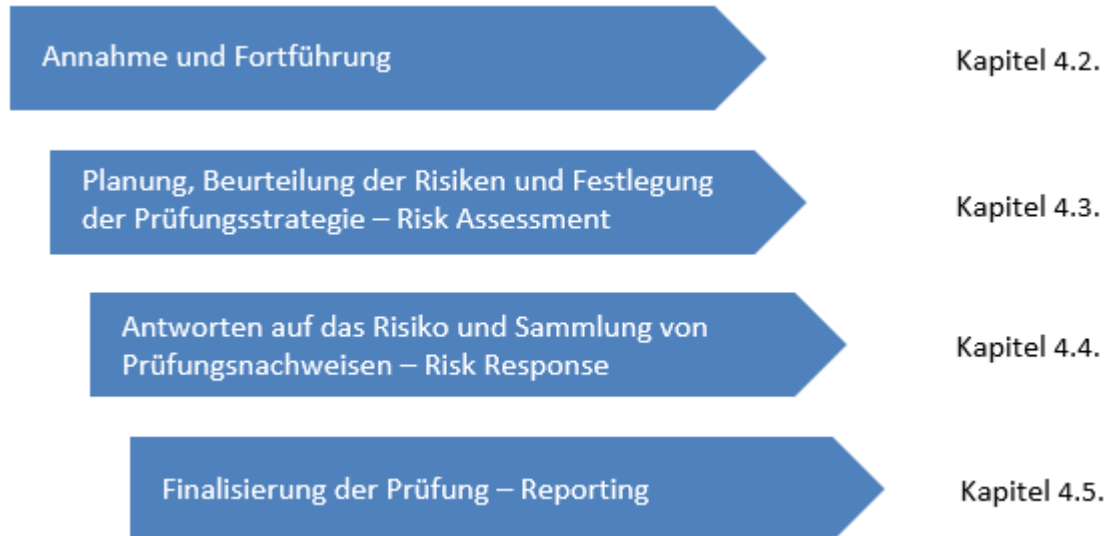 Annahme und Fortführung
Kapitel 4.2.
Planung, Beurteilung der Risiken und Festlegung
der Prüfungsstrategie – Risk Assessment
Kapitel 4.3.
Antworten auf das Risiko und Sammlung von
Prüfungsnachweisen – Risk Response
Kapitel 4.4.
Finalisierung der Prüfung – Reporting
Kapitel 4.5.